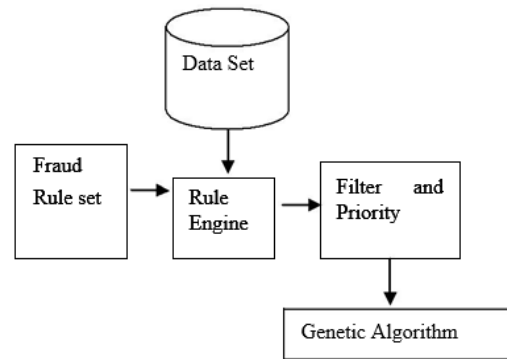 Data Set
Fraud
Rule set
Rule
Engine
Filter and
Priority
Genetic Algorithm